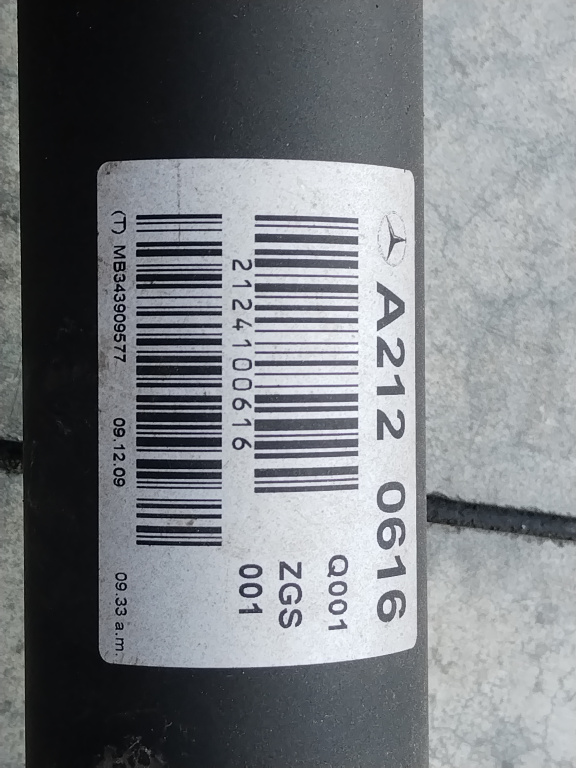 A212 0616
2124100616
Q001
ZGS
001
(T) MB343909577 09.12.09 09.33 a.m.